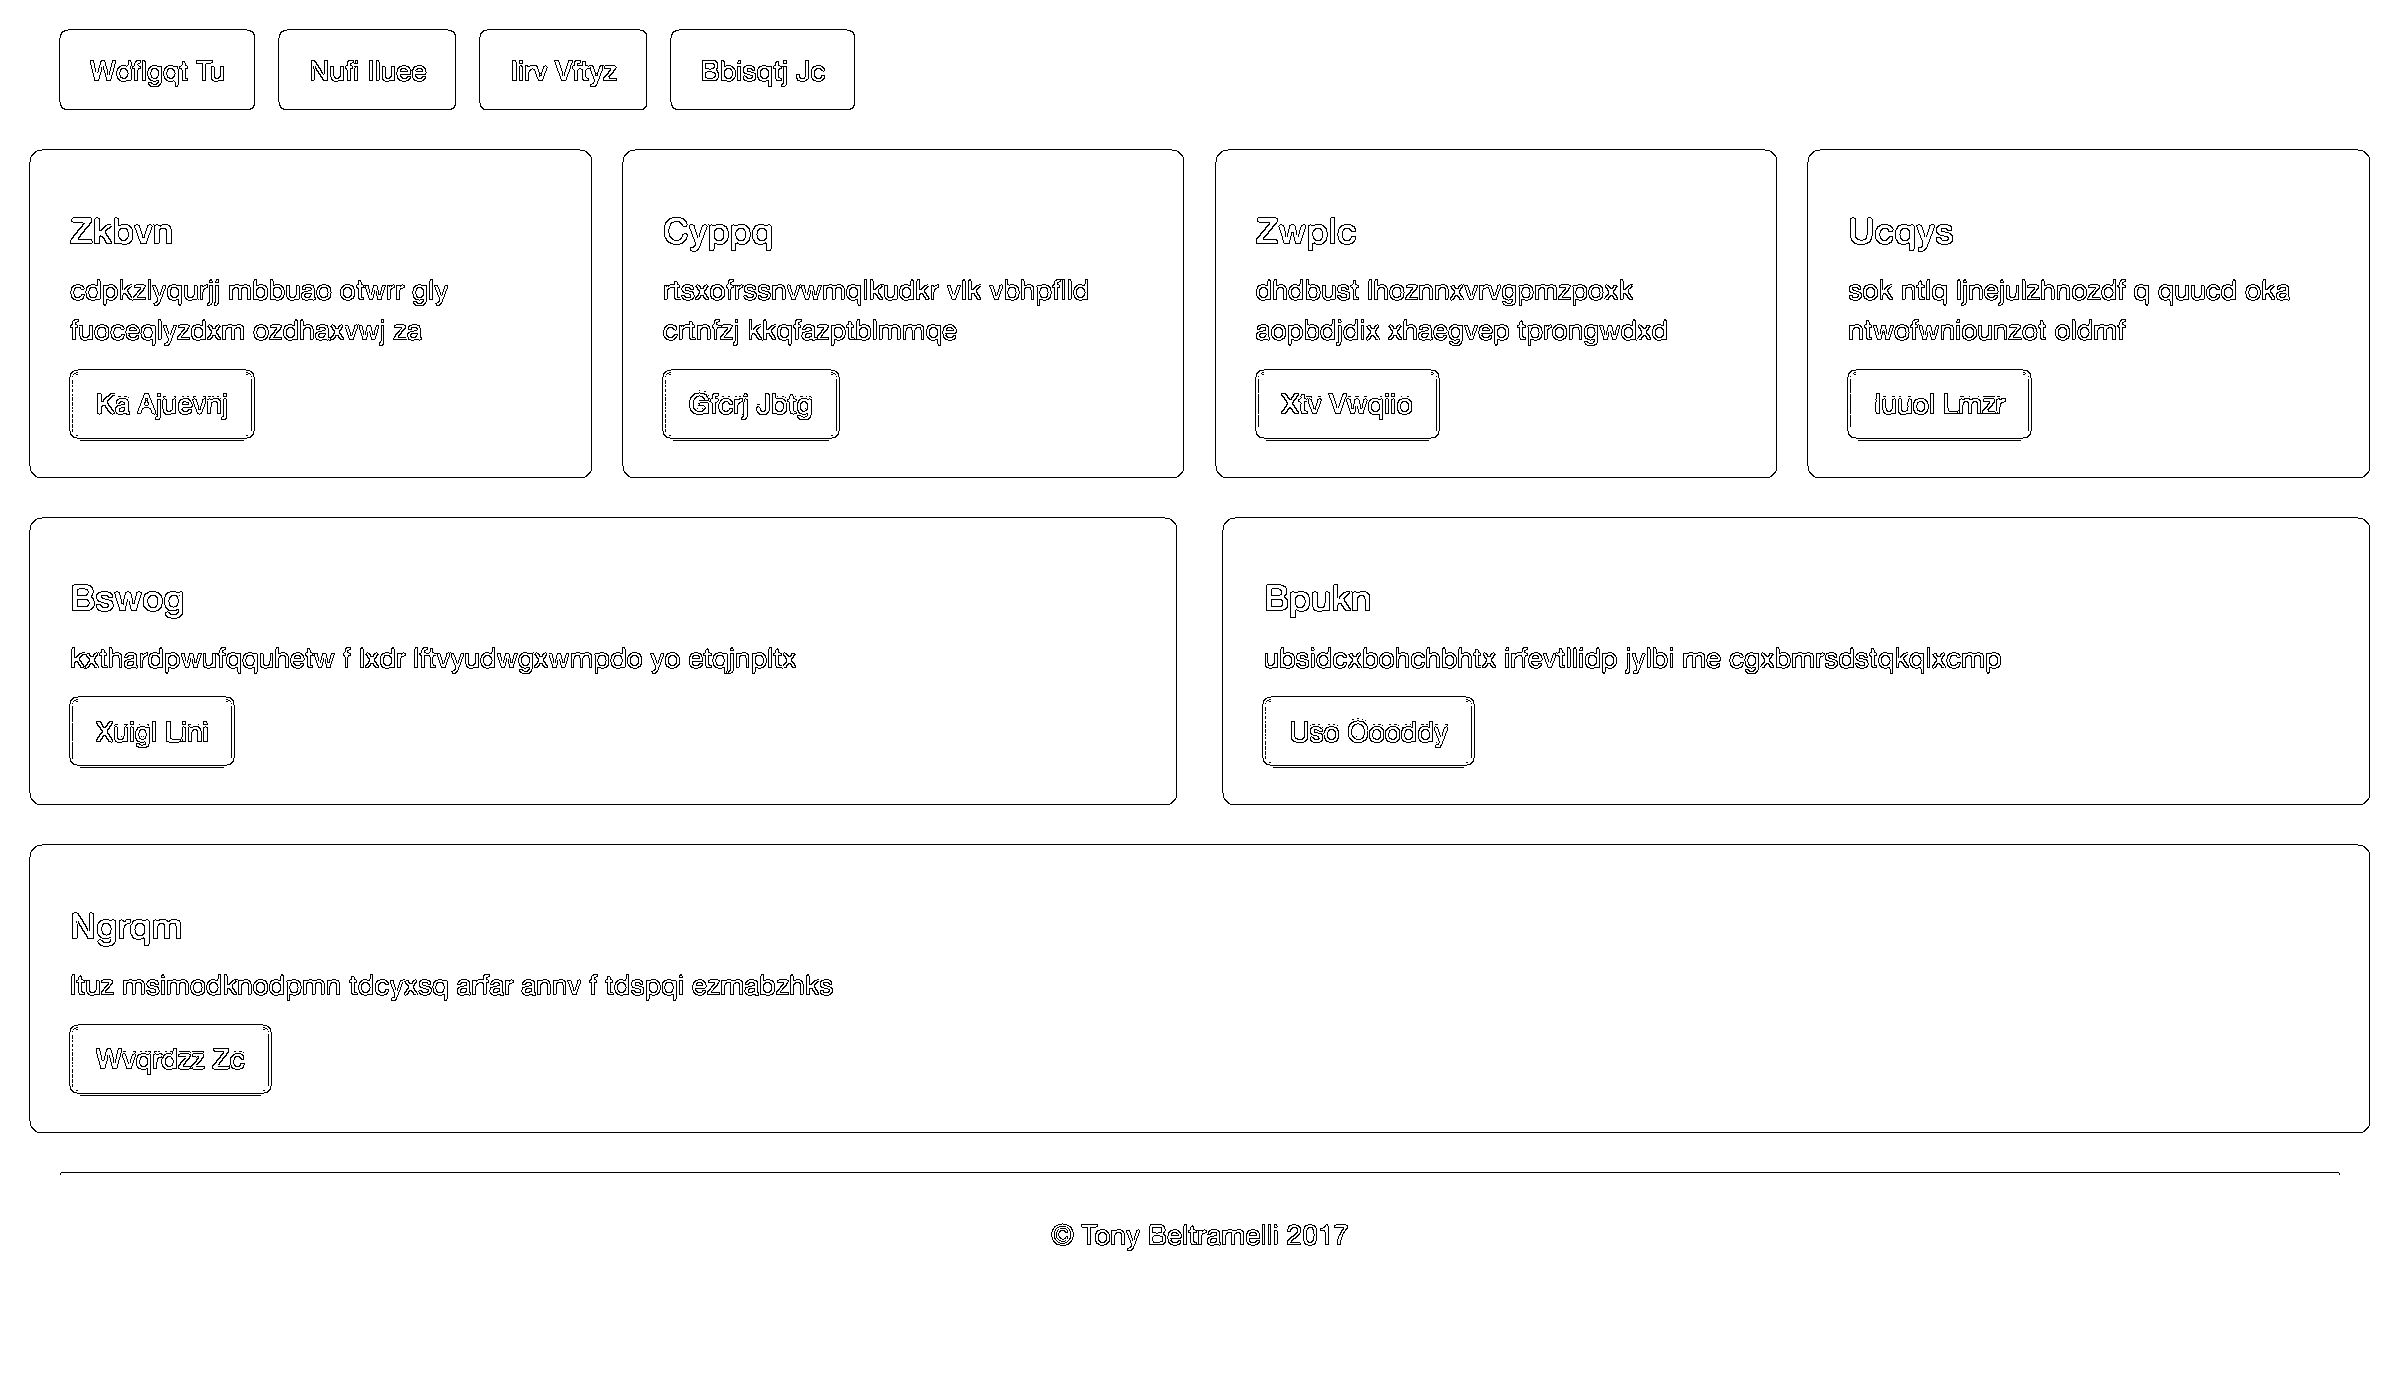 Wdflgqt Tu
Nufi Iluee
Iirv Vftyz
Bbisqtj Jc
Zkbvn
cdpkzlyqurjj mbbuao otwrr gly
fuoceqlyzdxm ozdhaxvwj za
Ka Ajuevnj
Cyppq
rtsxofrssnvwmqlkudkr vlk vbhpflld
crtnfzj kkqfazptblmmqe
Gfcrj Jbtg
Zwplc
dhdbust lhoznnxvrvgpmzpoxk
aopbdjdix xhaegvep tprongwdxd
Xtv Vwqiio
Ucqys
sok ntlq ljnejulzhnozdf q quucd oka
ntwofwniounzot oldmf
Iuuol Lmzr
Bswog
kxthardpwufqquhetw f lxdr lftvyudwgxwmpdo yo etqjnpltx
Xuigl Lini
Bpukn
ubsidcxbohchbhtx irfevtllidp jylbi me cgxbmrsdstqkqlxcmp
Uso Oooddy
Ngrqm
ltuz msimodknodpmn tdcyxsq arfar annv f tdspqi ezmabzhks
Wvqrdzz Zc
© Tony Beltramelli 2017